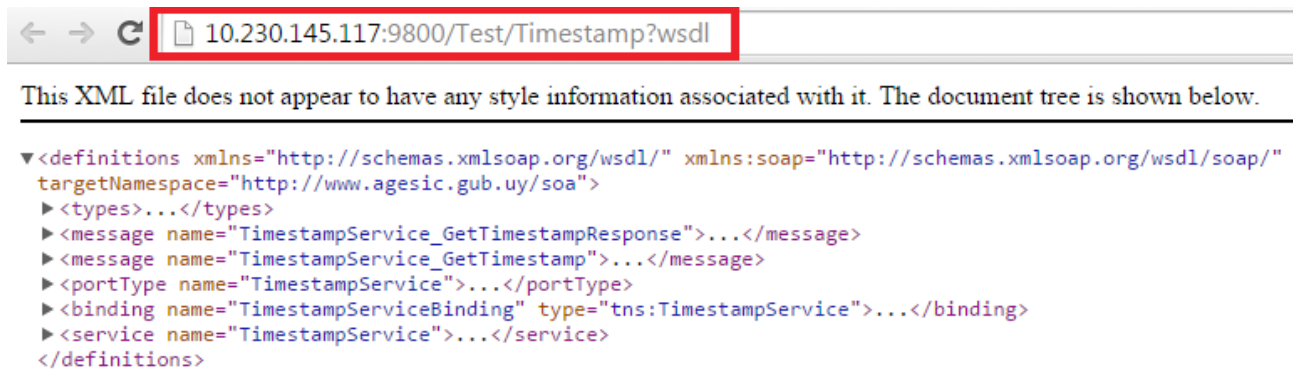 10.230.145.117:9800/Test/Timestamp?wsdl
This XML file does not appear to have any style information associated with it. The document tree is shown below.
▼<definitions xmlns="http://schemas.xmlsoap.org/wsdl/" xmlns:soap="http://schemas.xmlsoap.org/wsdl/soap/"
targetNamespace="http://www.agesic.gub.uy/soa">
▶<types>...</types>
▶<message name="TimestampService_GetTimestampResponse">...</message>
▶<message name="TimestampService_GetTimestamp">...</message>
▶<portType name="TimestampService">...</portType>
▶<binding name="TimestampServiceBinding" type="tns:TimestampService">...</binding>
▶<service name="TimestampService">...</service>
</definitions>